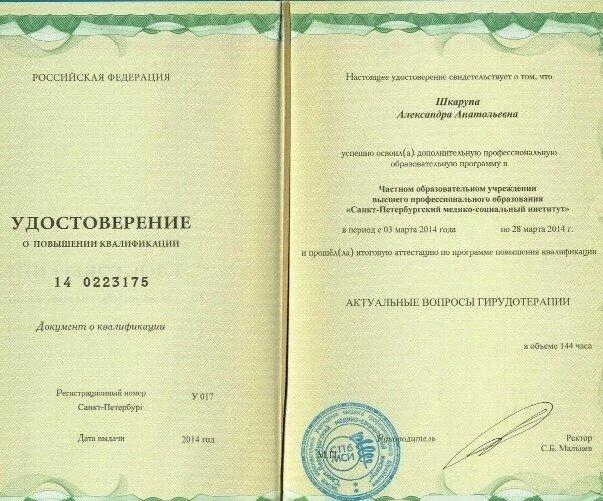 РОССИЙСКАЯ ФЕДЕРАЦИЯ
УДОСТОВЕРЕНИЕ
О ПОВЫШЕНИИ КВАЛИФИКАЦИИ
14 0223175
Документ о квалификации
Регистрационный номер
У 017
Санкт-Петербург
Дата выдачи
2014 год
Настоящее удостоверение свидетельствует о том, что
Шкарупа
Александра Анатольевна
успешно освоил(а) дополнительную профессиональную
образовательную программу в
Частном образовательном учреждении
высшего профессионального образования
«Санкт-Петербургский медико-социальный институт»
в период с 03 марта 2014 года
по 28 марта 2014 г.
и прошёл(ла) итоговую аттестацию по программе повышения квалификации
АКТУАЛЬНЫЕ ВОПРОСЫ ГИРУДОТЕРАПИИ
в объеме 144 часа
Руководитель
Ректор
С.Б. Мальцев
М.П.
СПб
МСИ